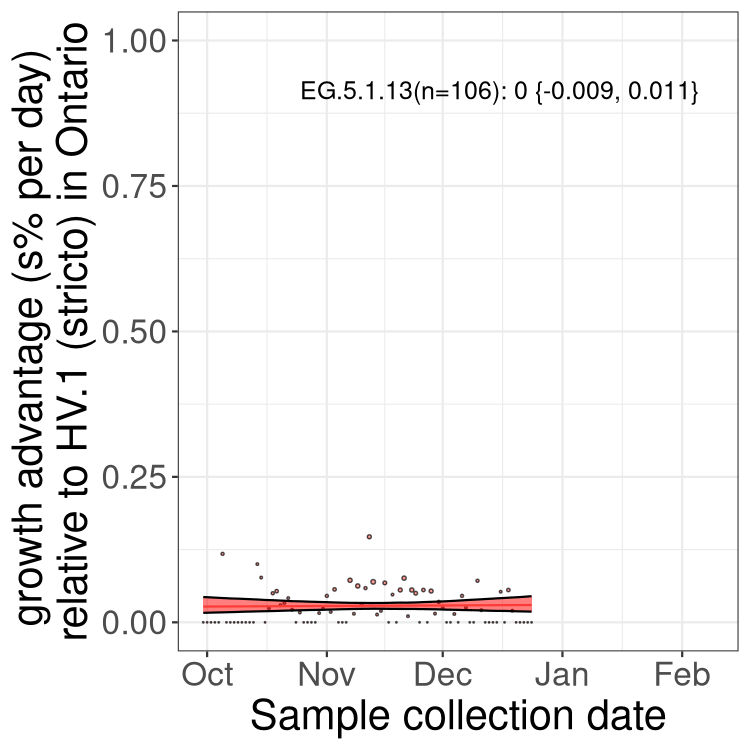 growth advantage (s% per day)
relative to HV.1 (stricto) in Ontario
1.00
0.75
0.50
0.25
0.00
EG.5.1.13(n=106): 0 {-0.009, 0.011}
Oct Nov Dec Jan Feb
Sample collection date